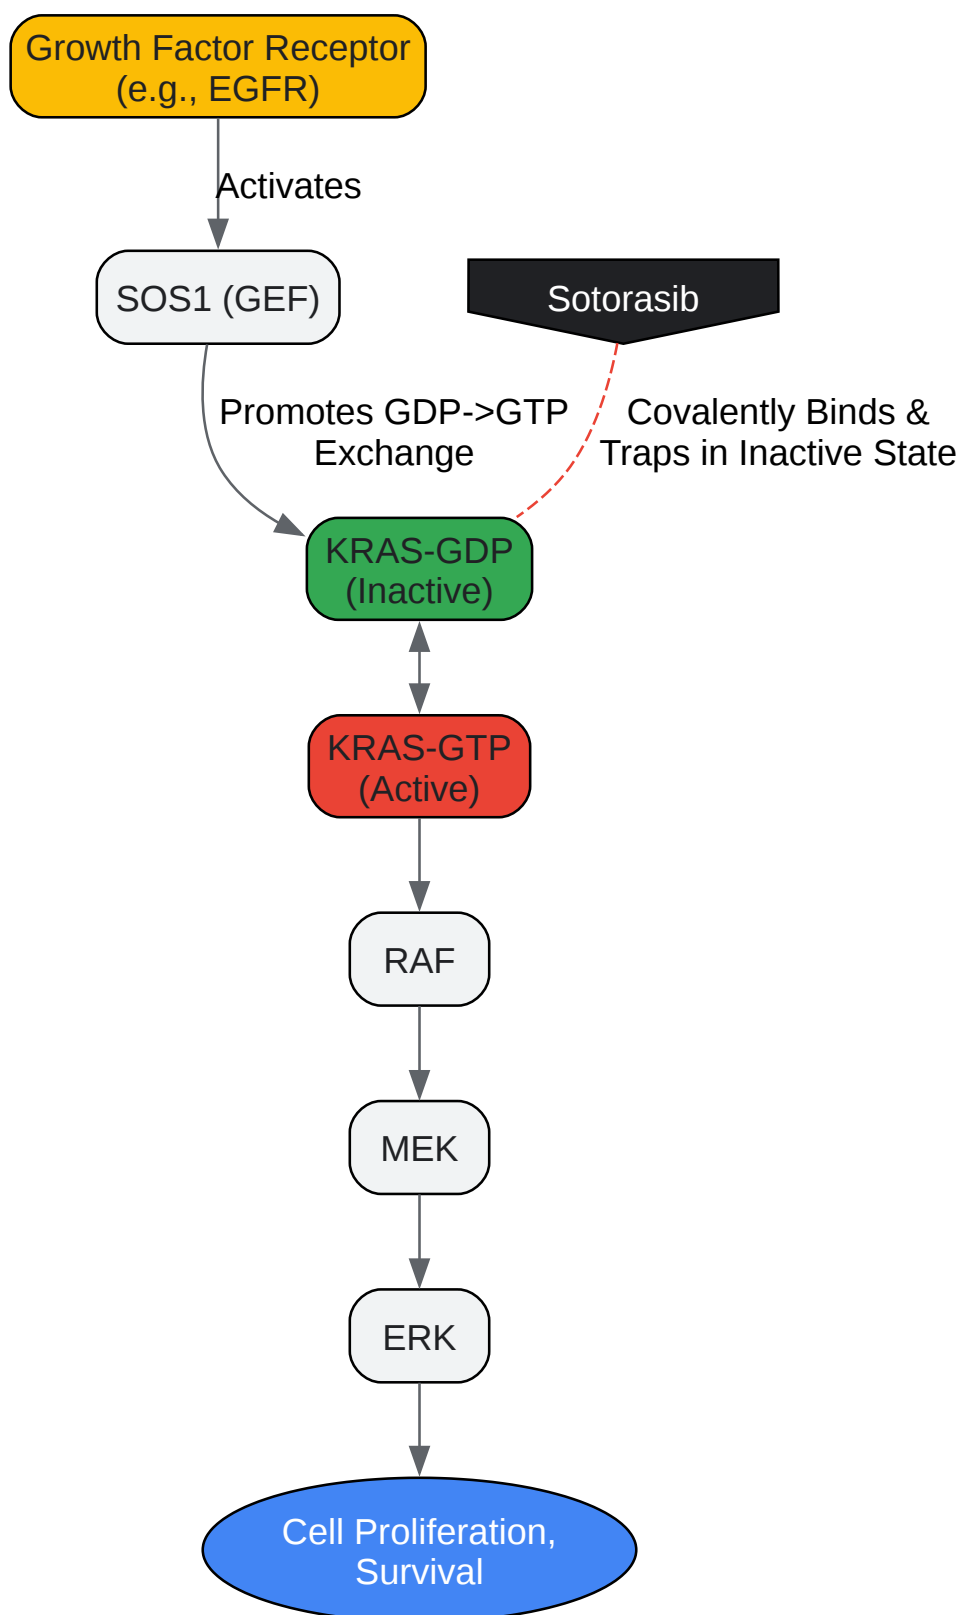 Growth Factor Receptor
(e.g., EGFR)
Activates
SOS1 (GEF)
Sotorasib
Promotes GDP->GTP
Exchange
Covalently Binds &
Traps in Inactive State
KRAS-GDP
(Inactive)
KRAS-GTP
(Active)
RAF
MEK
ERK
Cell Proliferation,
Survival